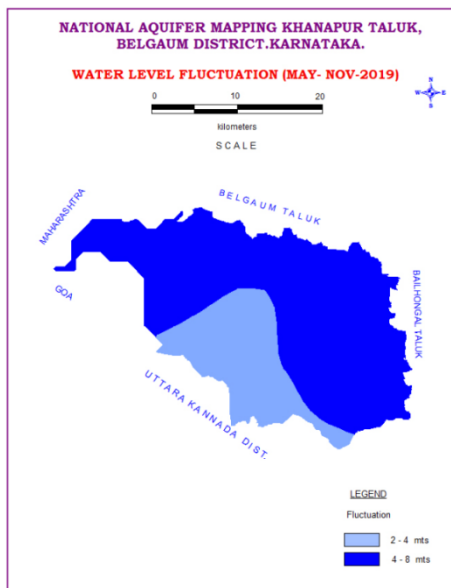 NATIONAL AQUIFER MAPPING KHANAPUR TALUK,
BELGAUM DISTRICT.KARNATAKA.
WATER LEVEL FLUCTUATION (MAY- NOV-2019)
N
W E
S
0 10 20
kilometers
SCALE
MAHARASHTRA
BELGAUM TALUK
GOA
BAILHONGAL TALUK
UTTARA KANNADA DIST.
LEGEND
Fluctuation
2 - 4 mts
4 - 8 mts